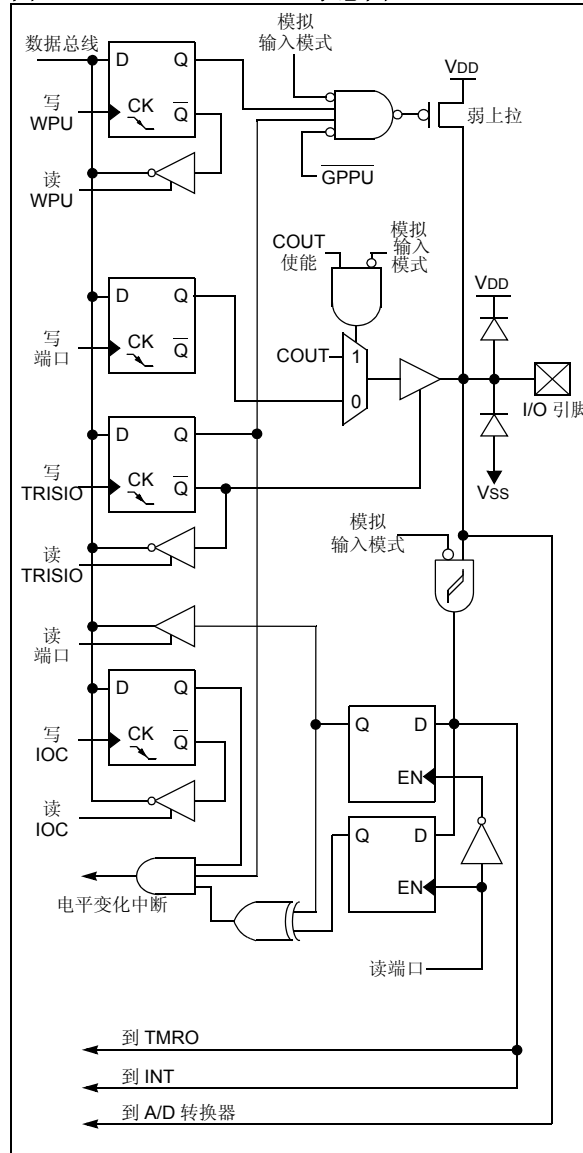 模拟
输入模式
数据总线
D Q
VDD
写
WPU
CK
Q
弱上拉
读
WPU
GPPU
COUT
使能
模拟
输入
模式
VDD
D Q
写
端口
CK
Q
COUT
1
0
I/O 引脚
D Q
写
TRISIO
CK
Q
VSS
模拟
输入模式
读
TRISIO
读
端口
D Q
写
IOC
CK
Q
Q D
EN
读
IOC
Q D
EN
电平变化中断
读端口
到 TMRO
到 INT
到 A/D 转换器